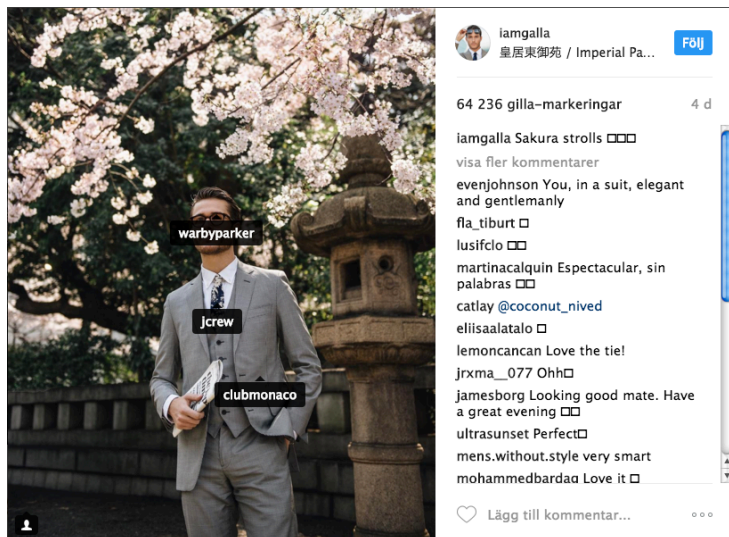 iamgalla
皇居東御苑 / Imperial Pa...
Följ
64 236 gilla-markeringar
4 d
iamgalla Sakura strolls
visa fler kommentarer
evenjohnson You, in a suit, elegant
and gentlemanly
fla_tiburt
lusifclo
martinacalquin Espectacular, sin
palabras
catlay @coconut_nived
eliisaalatalo
lemoncancan Love the tie!
jrxma__077 Ohh
jamesborg Looking good mate. Have
a great evening
ultrasunset Perfect
mens.without.style very smart
mohammedbardaq Love it
Lägg till kommentar...
warbyparker
jcrew
clubmonaco